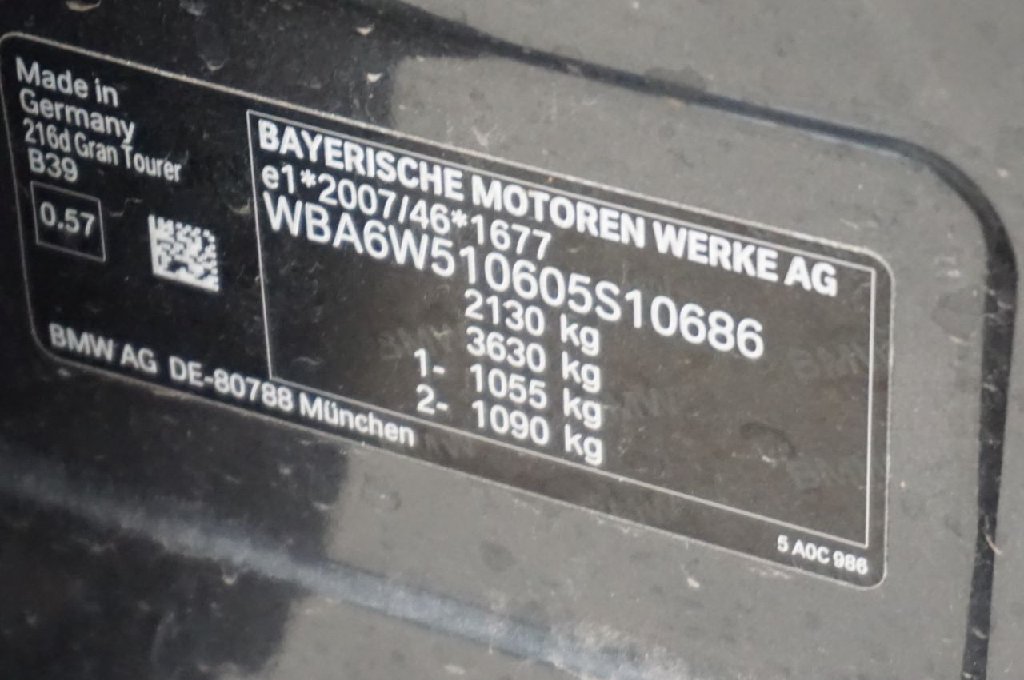 Made in
Germany
216d Gran Tourer
B39
0.57
BAYERISCHE MOTOREN WERKE AG
e1*2007/46*1677
WBA6W510605S10686
2130 kg
3630 kg
1- 1055 kg
2- 1090 kg
BMW AG DE-80788 München
5 A0C 986